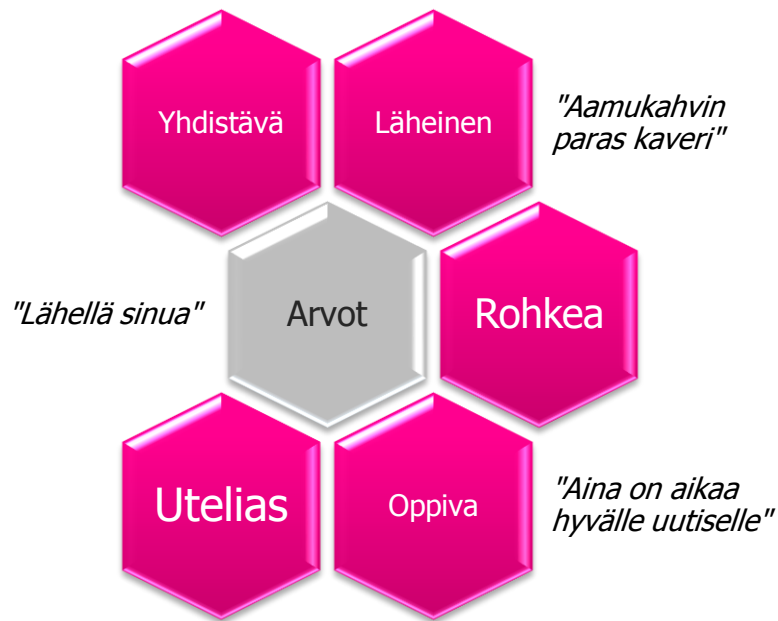 Yhdistävä
Läheinen
"Aamukahvin
paras kaveri"
"Lähellä sinua"
Arvot
Rohkea
Utelias
Oppiva
"Aina on aikaa
hyvälle uutiselle"